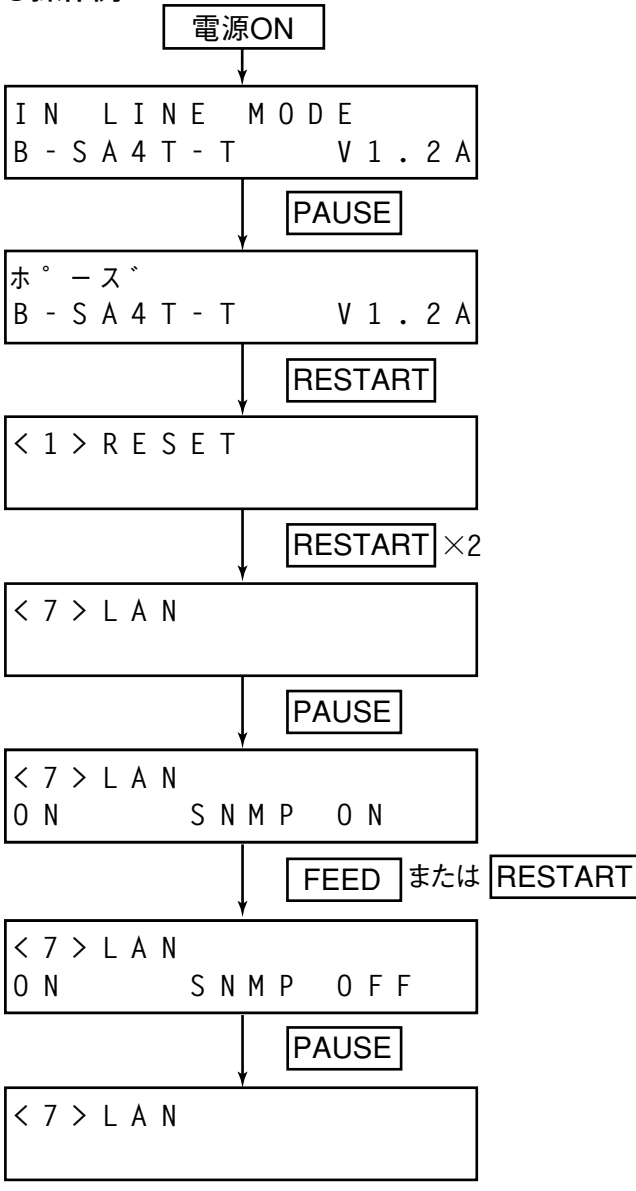 電源ON
IN LINE MODE
B-SA4T-T V1.2A
PAUSE
ホ゜ース゛
B-SA4T-T V1.2A
RESTART
<1>RESET
RESTART ×2
<7>LAN
PAUSE
<7>LAN
ON SNMP ON
FEED または RESTART
<7>LAN
ON SNMP OFF
PAUSE
<7>LAN